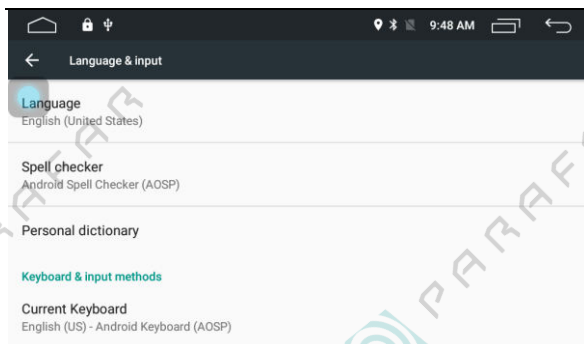 9:48 AM
Language & input
Language
English (United States)
Spell checker
Android Spell Checker (AOSP)
Personal dictionary
Keyboard & input methods
Current Keyboard
English (US) - Android Keyboard (AOSP)
PARAFAR